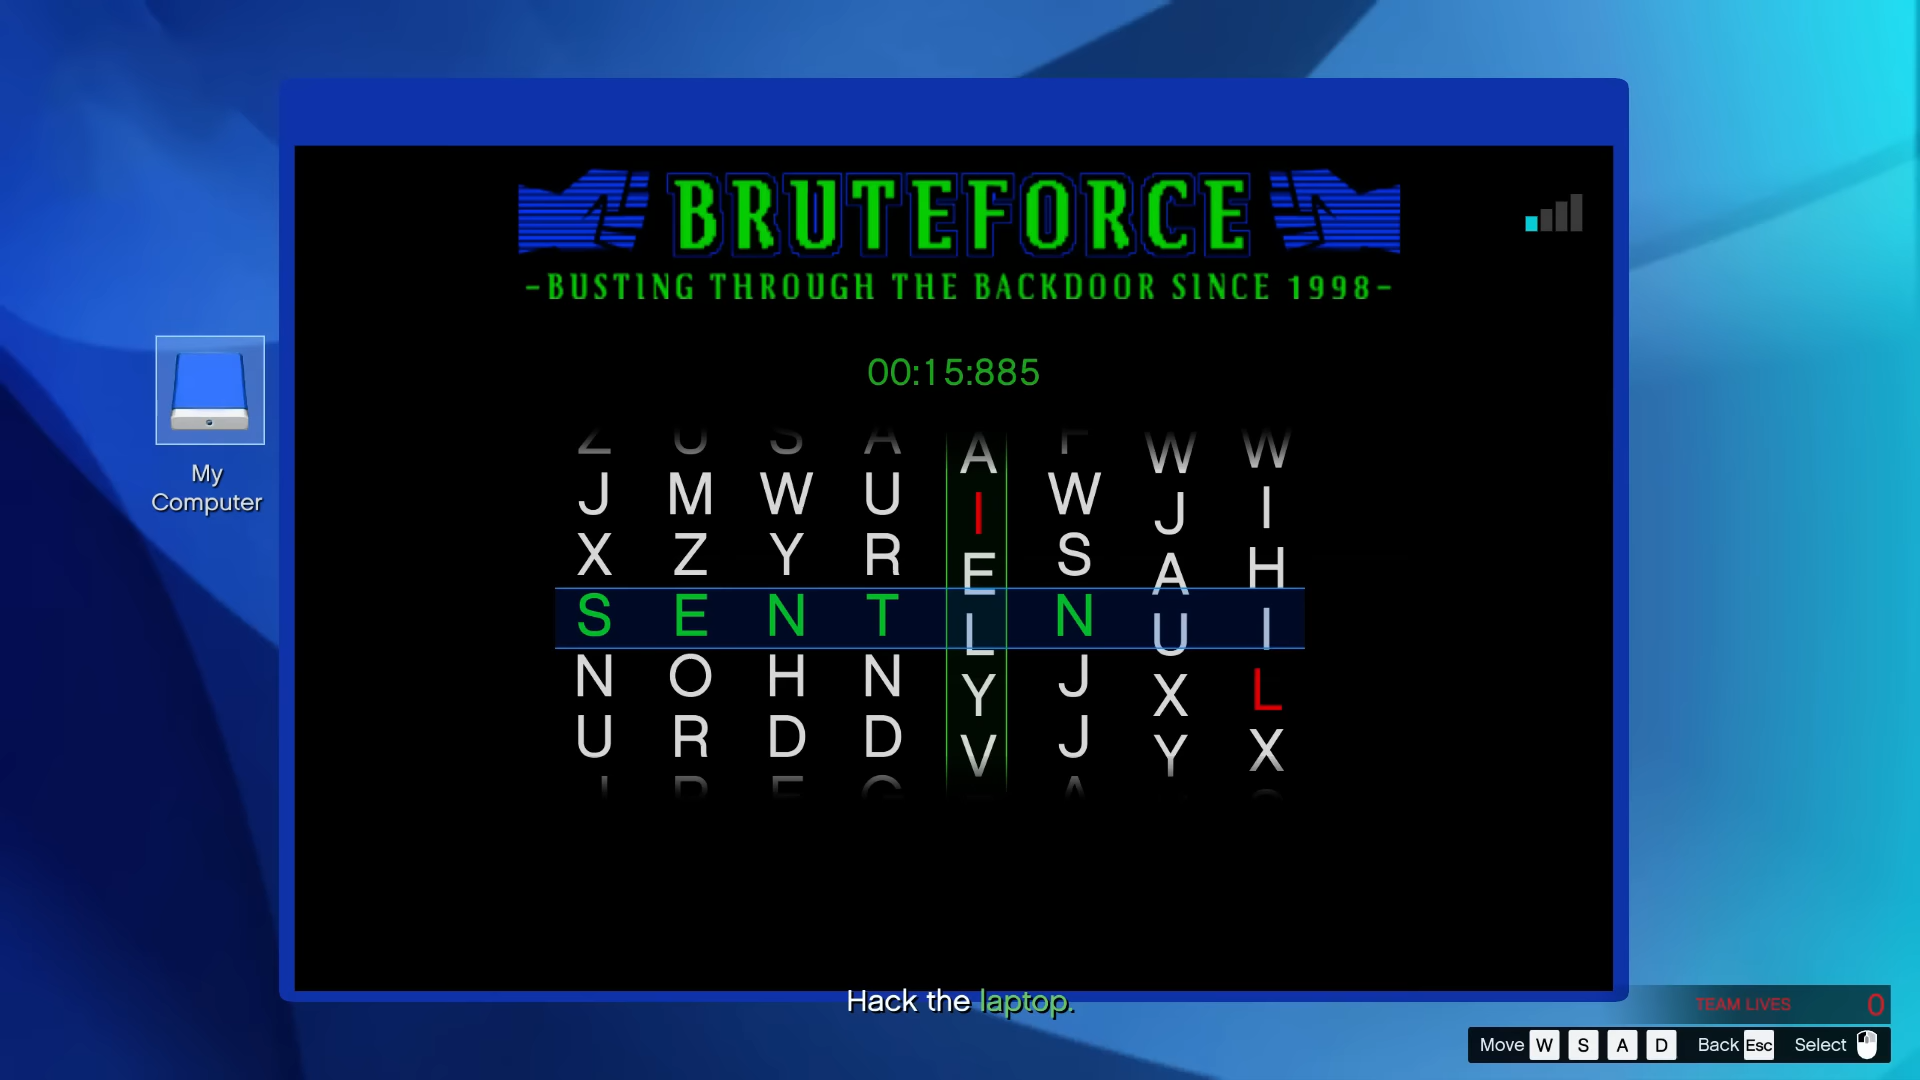 BRUTEFORCE
-BUSTING THROUGH THE BACKDOOR SINCE 1998-
00:15:885
My
Computer
Z U S A A F W W
J M W U I W J I
X Z Y R E S A H
S E N T L N U I
N O H N Y J X L
U R D D V J Y X
Hack the laptop.
TEAM LIVES 0
Move W S A D Back Esc Select